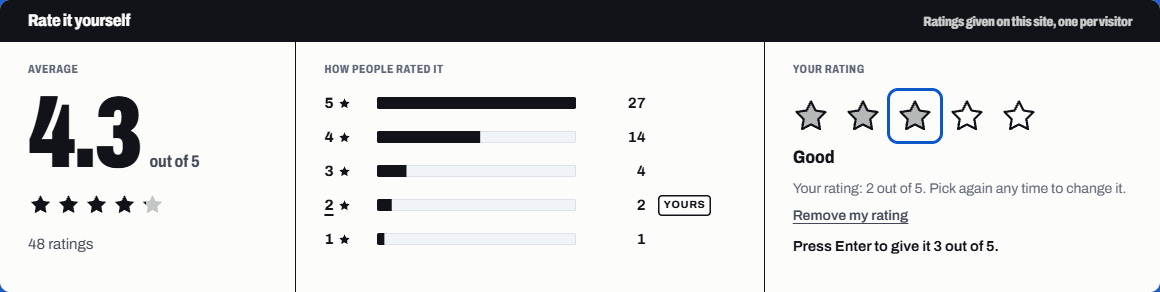 Rate it yourself
Ratings given on this site, one per visitor
AVERAGE
4.3 out of 5
48 ratings
HOW PEOPLE RATED IT
5 ★ 27
4 ★ 14
3 ★ 4
2 ★ 2 YOURS
1 ★ 1
YOUR RATING
Good
Your rating: 2 out of 5. Pick again any time to change it.
Remove my rating
Press Enter to give it 3 out of 5.